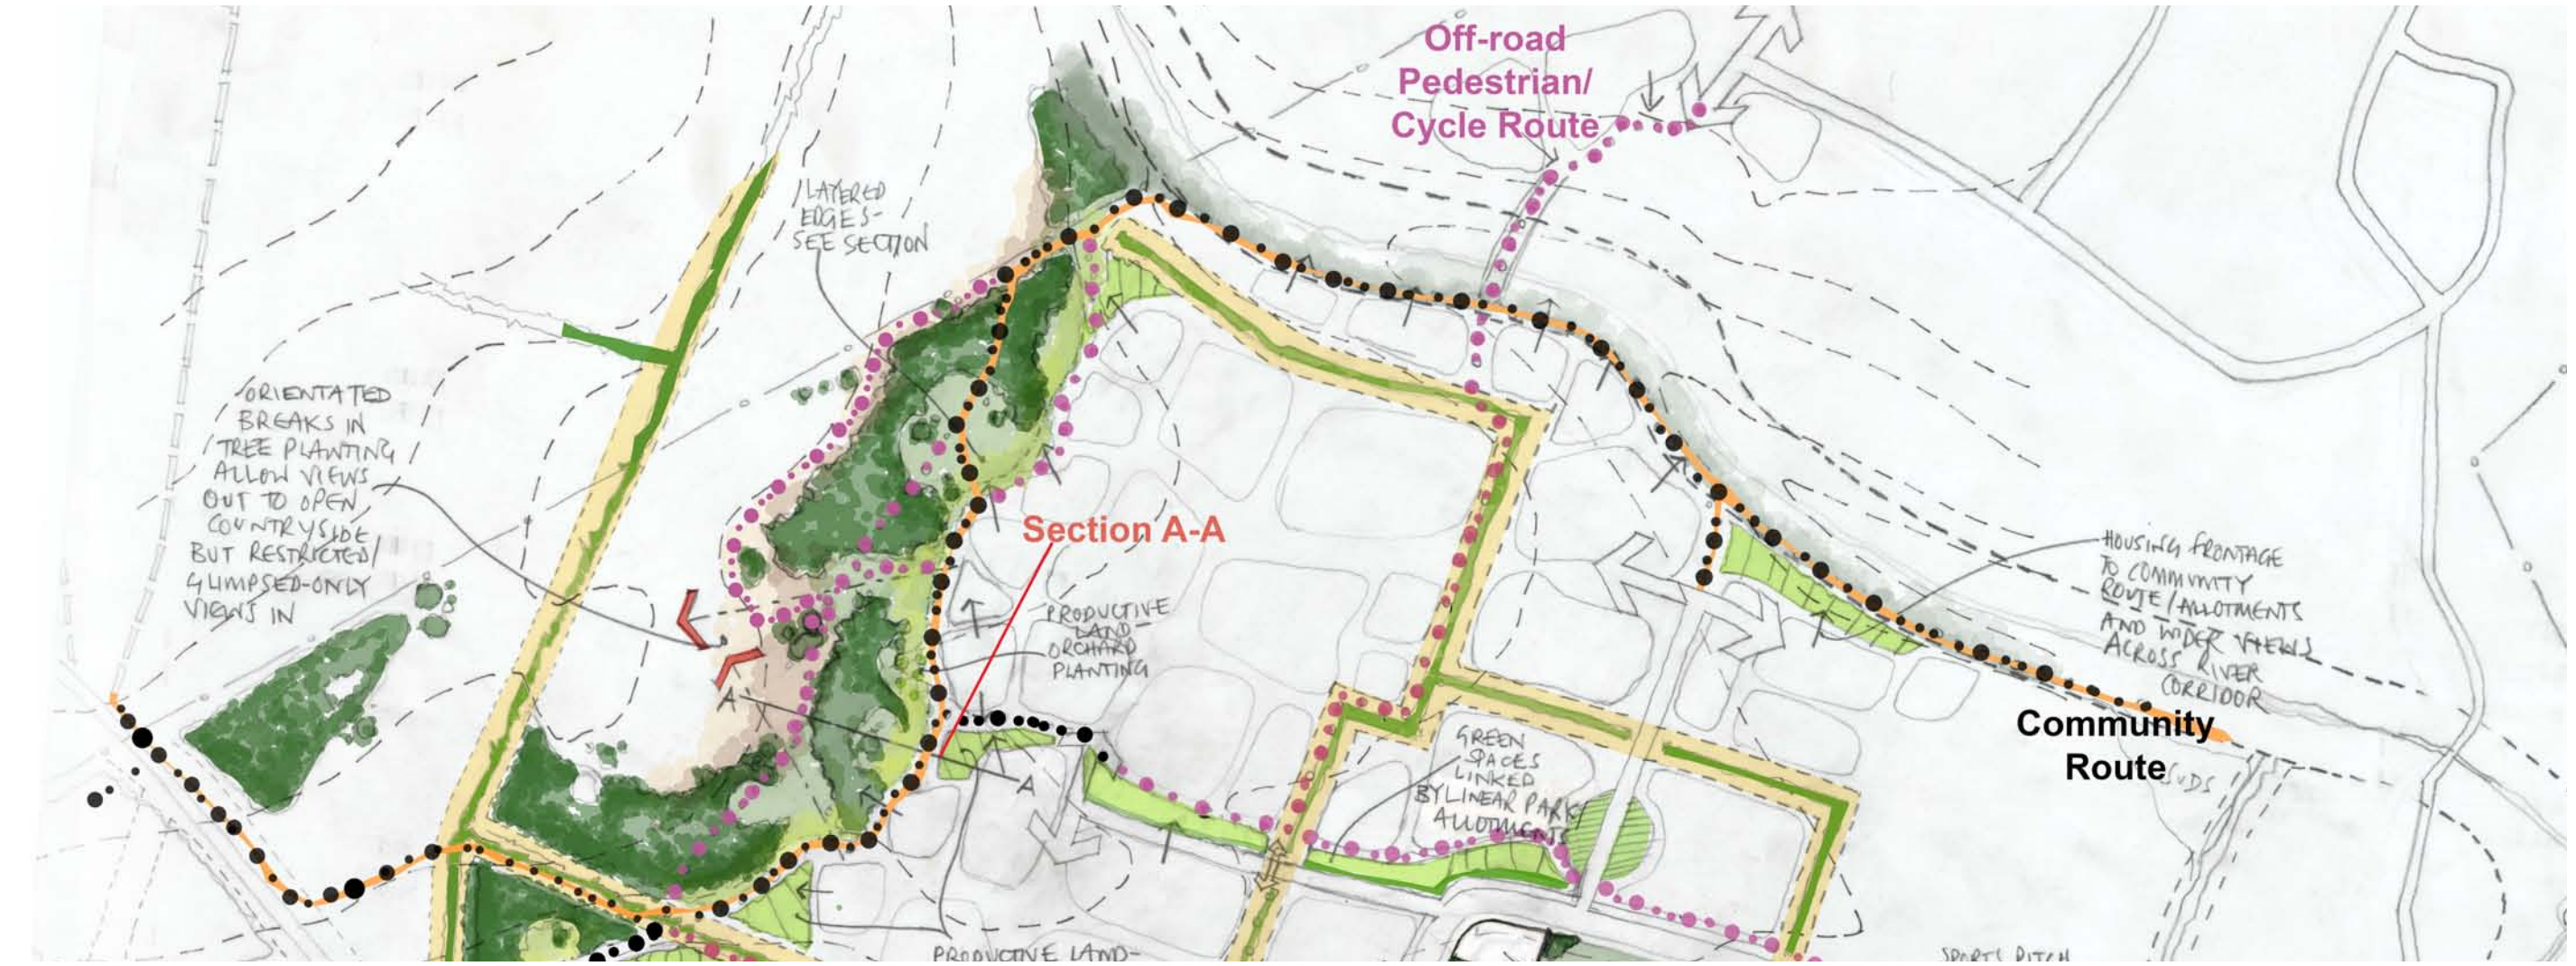 Off-road
Pedestrian/
Cycle Route
LAYERED
EDGES-
SEE SECTION
ORIENTATED
BREAKS IN
TREE PLANTING
ALLOW VIEWS
OUT TO OPEN
COUNTRYSIDE
BUT RESTRICTED/
GLIMPSED-ONLY
VIEWS IN
Section A-A
PRODUCTIVE
LAND-
ORCHARD
PLANTING
A
A
HOUSING FRONTAGE
TO COMMUNITY
ROUTE/ALLOTMENTS
AND WIDER VIEWS
ACROSS RIVER
CORRIDOR
Community
Route
SUDS
GREEN
SPACES
LINKED
BY LINEAR PARK/
ALLOTMENTS
PRODUCTIVE LAND-
SPORTS PITCH